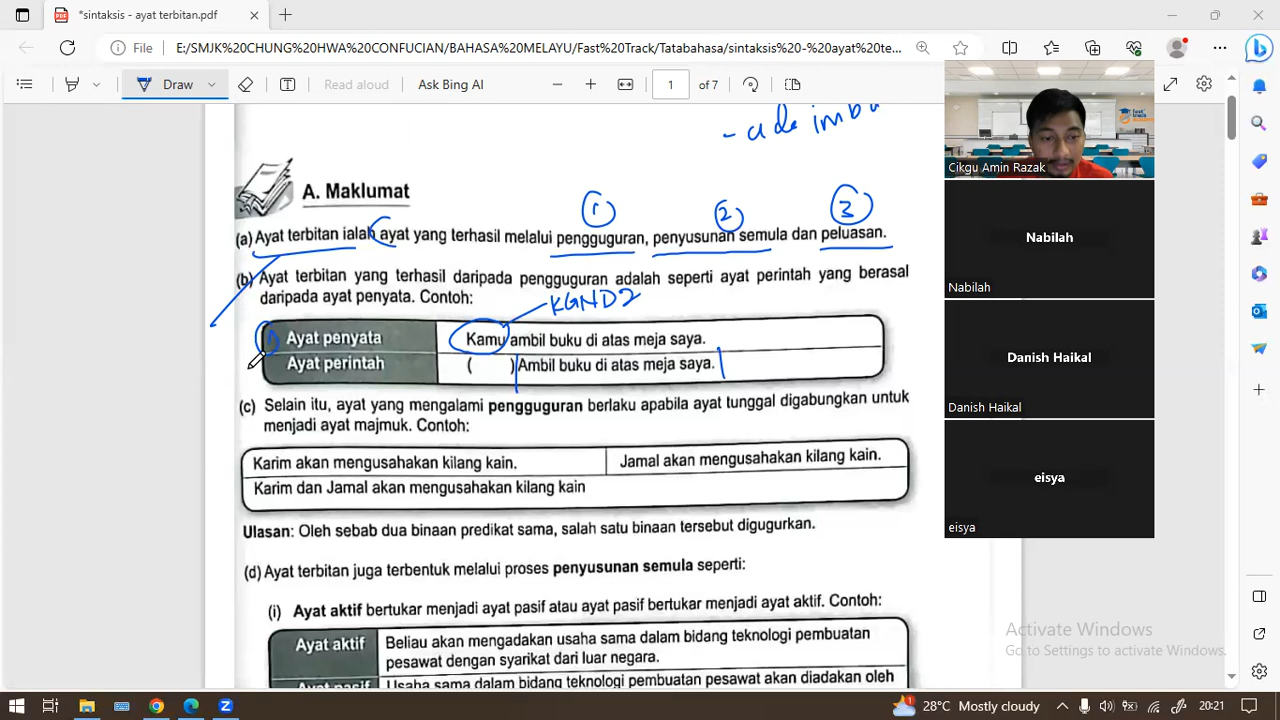 *sintaksis - ayat terbitan.pdf
File
E:/SMJK%20CHUNG%20HWA%20CONFUCIAN/BAHASA%20MELAYU/Fast%20Track/Tatabahasa/sintaksis%20-%20ayat%20te...
Draw
Read aloud
Ask Bing AI
1 of 7
- ada imbu
A. Maklumat
1 2 3
(a) Ayat terbitan ialah ayat yang terhasil melalui pengguguran, penyusunan semula dan peluasan.
(b) Ayat terbitan yang terhasil daripada pengguguran adalah seperti ayat perintah yang berasal
daripada ayat penyata. Contoh:
KGND2
Ayat penyata Kamu ambil buku di atas meja saya.
Ayat perintah ( ) Ambil buku di atas meja saya.
(c) Selain itu, ayat yang mengalami pengguguran berlaku apabila ayat tunggal digabungkan untuk
menjadi ayat majmuk. Contoh:
Karim akan mengusahakan kilang kain. Jamal akan mengusahakan kilang kain.
Karim dan Jamal akan mengusahakan kilang kain
Ulasan: Oleh sebab dua binaan predikat sama, salah satu binaan tersebut digugurkan.
(d) Ayat terbitan juga terbentuk melalui proses penyusunan semula seperti:
(i) Ayat aktif bertukar menjadi ayat pasif atau ayat pasif bertukar menjadi ayat aktif. Contoh:
Ayat aktif Beliau akan mengadakan usaha sama dalam bidang teknologi pembuatan
pesawat dengan syarikat dari luar negara.
Ayat pasif Usaha sama dalam bidang teknologi pembuatan pesawat akan diadakan oleh
Cikgu Amin Razak
Nabilah
Nabilah
Danish Haikal
Danish Haikal
eisya
eisya
Activate Windows
Go to Settings to activate Windows.
28°C Mostly cloudy
20:21